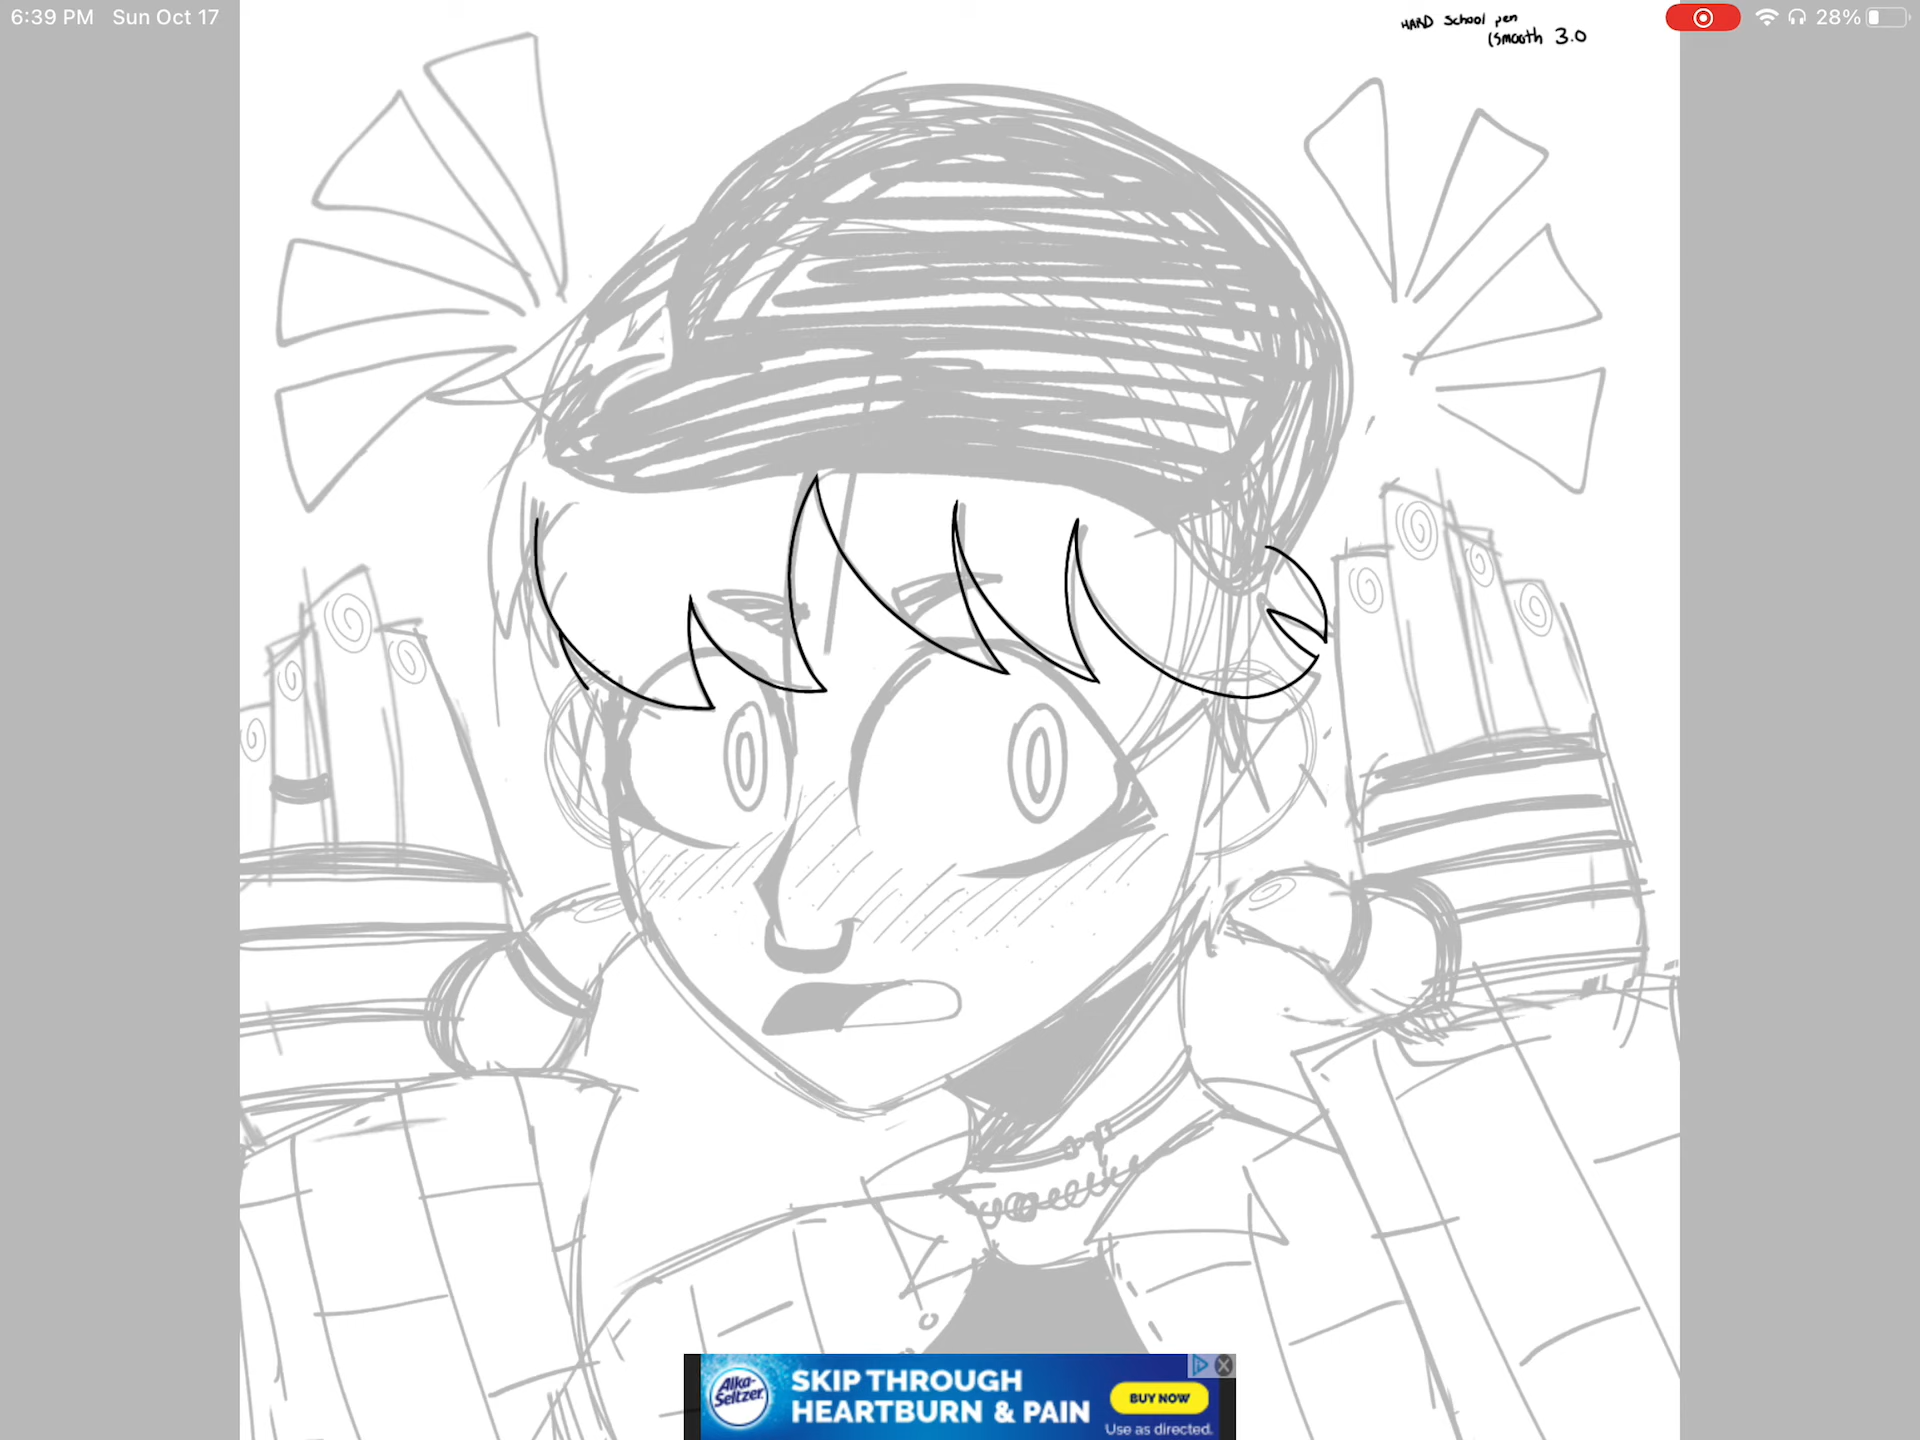 6:39 PM Sun Oct 17
28%
HARD School pen
(Smooth 3.0
Alka-
Seltzer
SKIP THROUGH
HEARTBURN & PAIN
BUY NOW
Use as directed.